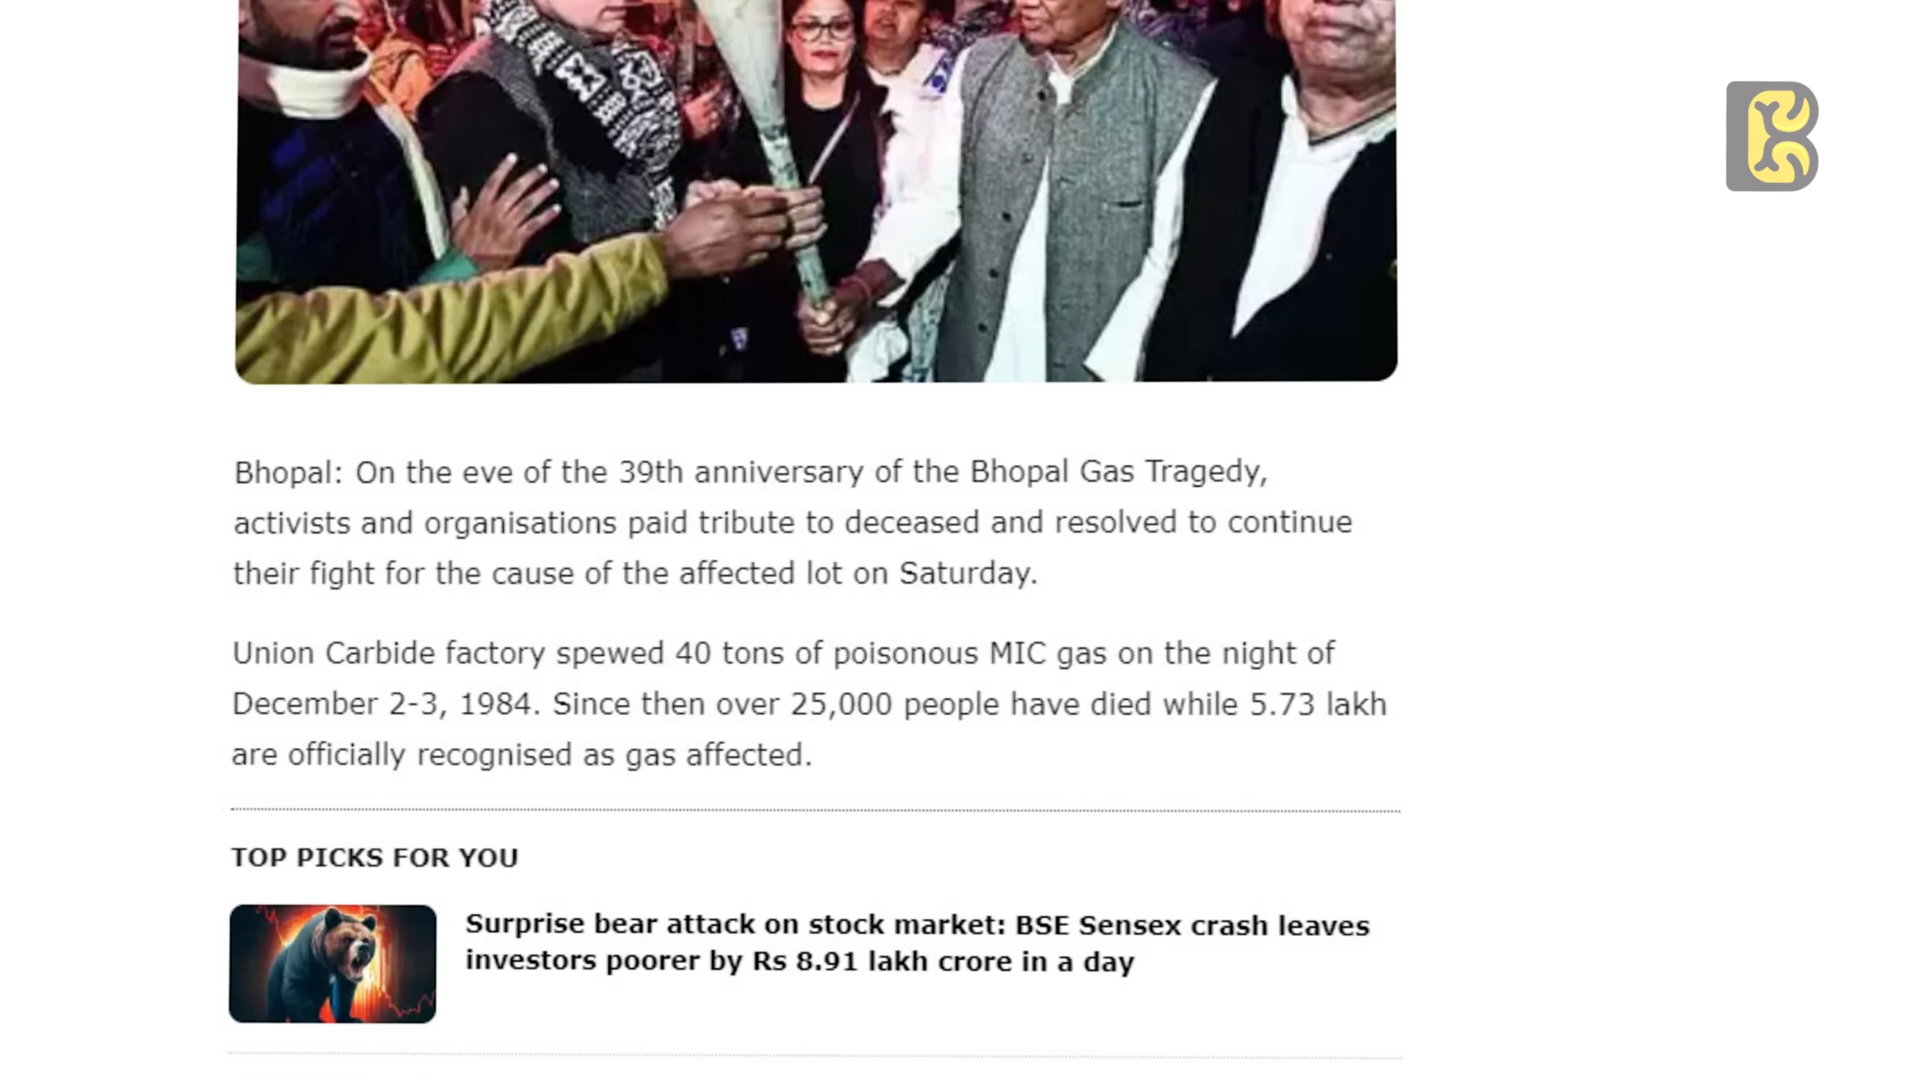 Bhopal: On the eve of the 39th anniversary of the Bhopal Gas Tragedy,
activists and organisations paid tribute to deceased and resolved to continue
their fight for the cause of the affected lot on Saturday.
Union Carbide factory spewed 40 tons of poisonous MIC gas on the night of
December 2-3, 1984. Since then over 25,000 people have died while 5.73 lakh
are officially recognised as gas affected.
TOP PICKS FOR YOU
Surprise bear attack on stock market: BSE Sensex crash leaves
investors poorer by Rs 8.91 lakh crore in a day